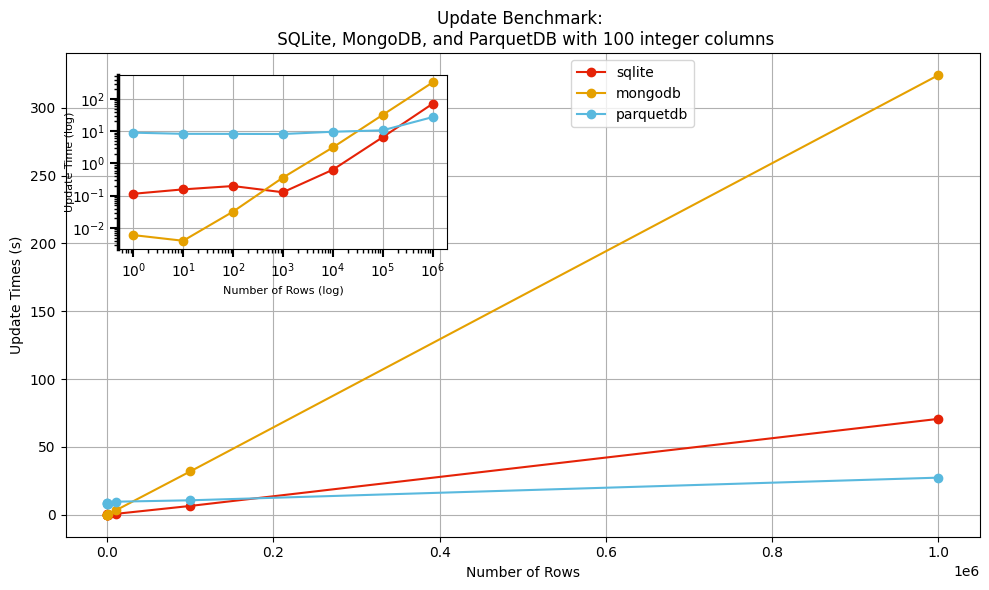 Update Benchmark:
SQLite, MongoDB, and ParquetDB with 100 integer columns
sqlite
mongodb
parquetdb
Update Time (log)
10²
10¹
10⁰
10⁻¹
10⁻²
10⁰ 10¹ 10² 10³ 10⁴ 10⁵ 10⁶
Number of Rows (log)
Update Times (s)
300
250
200
150
100
50
0
0.0 0.2 0.4 0.6 0.8 1.0
1e6
Number of Rows